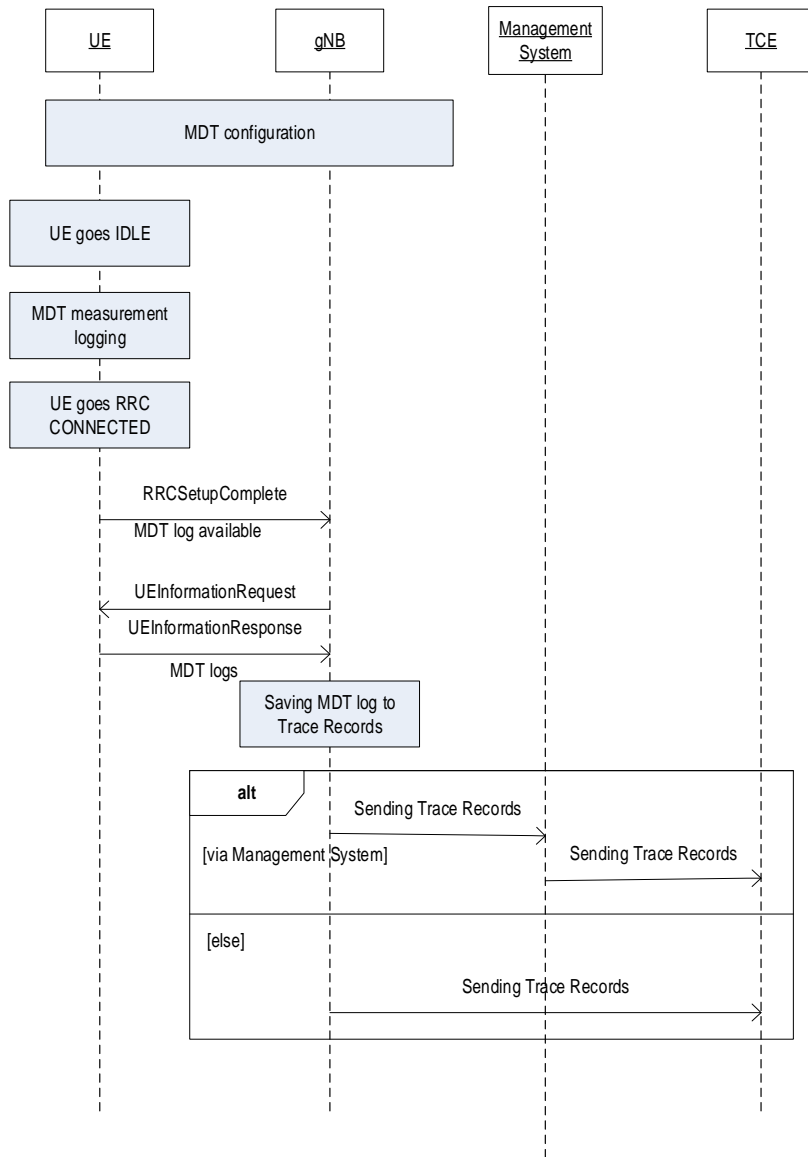 UE
gNB
Management
System
TCE
MDT configuration
UE goes IDLE
MDT measurement
logging
UE goes RRC
CONNECTED
RRCSetupComplete
MDT log available
UEInformationRequest
UEInformationResponse
MDT logs
Saving MDT log to
Trace Records
alt
Sending Trace Records
[via Management System]
Sending Trace Records
[else]
Sending Trace Records